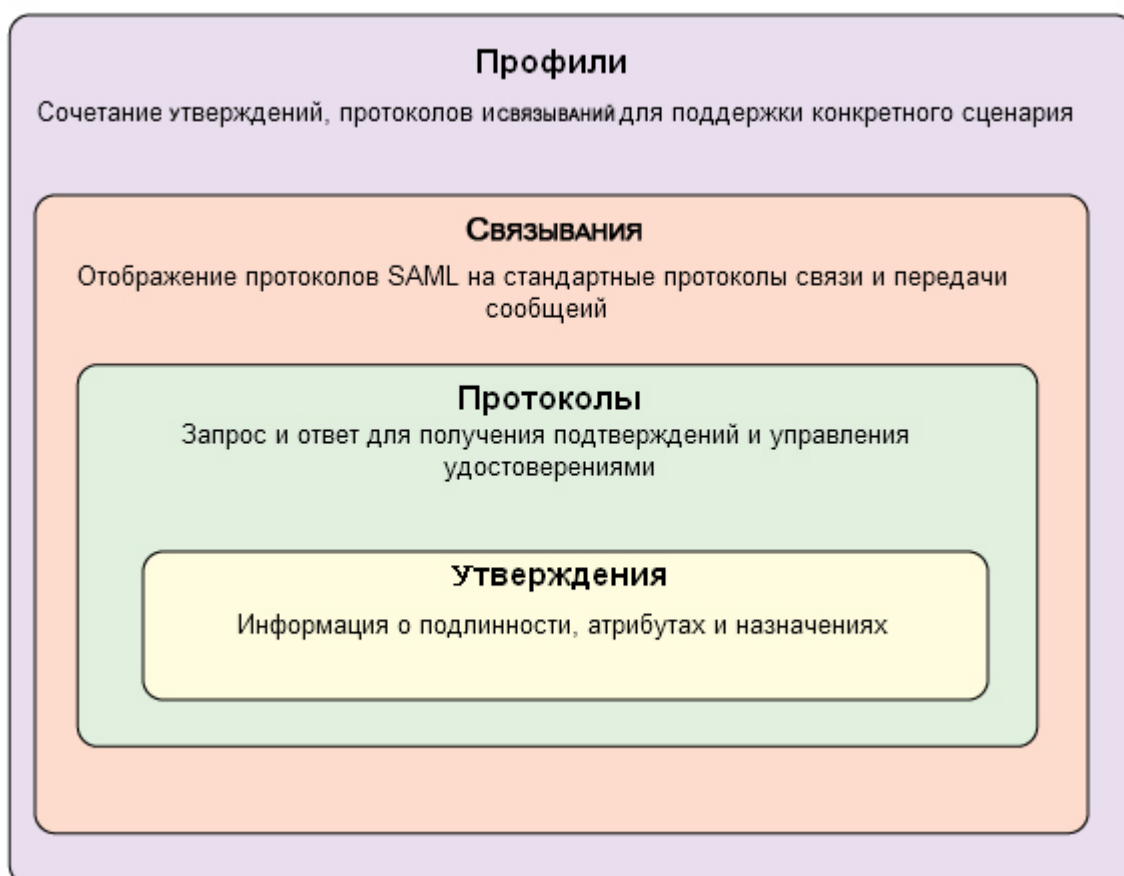 Профили
Сочетание утверждений, протоколов и связываний для поддержки конкретного сценария
Связывания
Отображение протоколов SAML на стандартные протоколы связи и передачи
сообщеий
Протоколы
Запрос и ответ для получения подтверждений и управления
удостоверениями
Утверждения
Информация о подлинности, атрибутах и назначениях